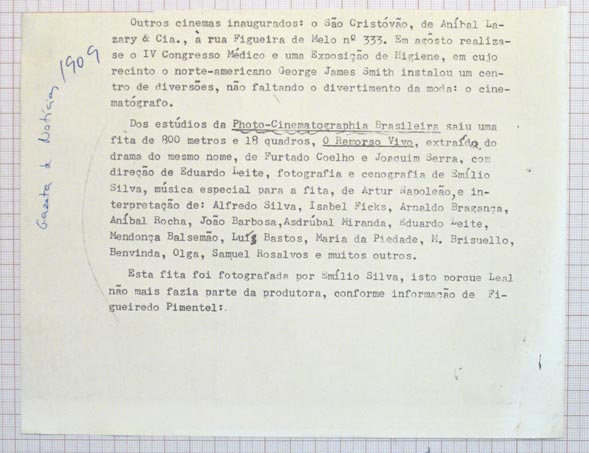 Gazeta de Notícias 1909
Outros cinemas inaugurados: o São Cristóvão, de Aníbal La-
zary & Cia., à rua Figueira de Melo nº 333. Em agôsto realiza-
se o IV Congresso Médico e uma Exposição de Higiene, em cujo
recinto o norte-americano George James Smith instalou um cen-
tro de diversões, não faltando o divertimento da moda: o cine-
matógrafo.
Dos estúdios da Photo-Cinematographia Brasileira saiu uma
fita de 800 metros e 18 quadros, O Remorso Vivo, extraída do
drama do mesmo nome, de Furtado Coelho e Joaquim Serra, com
direção de Eduardo Leite, fotografia e cenografia de Emílio
Silva, música especial para a fita, de Artur Napoleão, e in-
terpretação de: Alfredo Silva, Isabel Ficks, Arnaldo Bragança,
Aníbal Rocha, João Barbosa, Asdrúbal Miranda, Eduardo Leite,
Mendonça Balsemão, Luís Bastos, Maria da Piedade, M. Brisuello,
Benvinda, Olga, Samuel Rosalvos e muitos outros.
Esta fita foi fotografada por Emílio Silva, isto porque Leal
não mais fazia parte da produtora, conforme informação de Fi-
gueiredo Pimentel:.